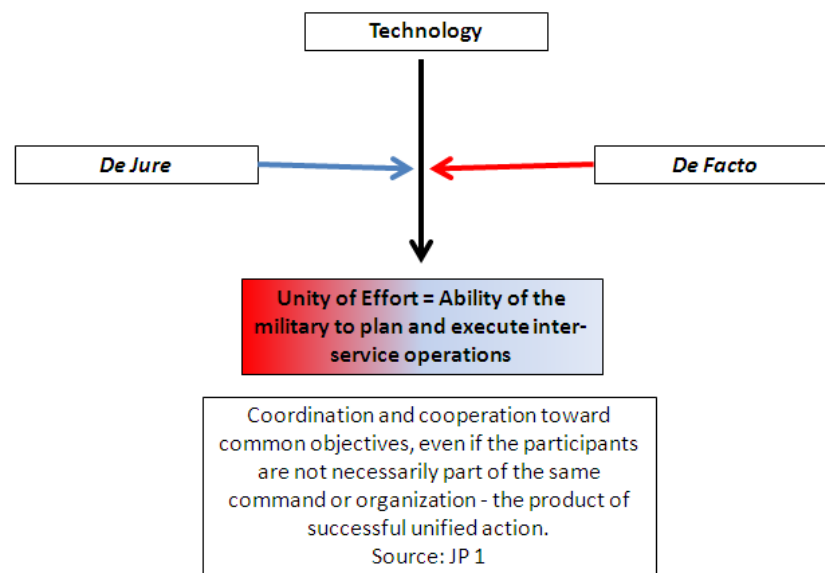 Technology
De Jure
De Facto
Unity of Effort = Ability of the
military to plan and execute inter-
service operations
Coordination and cooperation toward
common objectives, even if the participants
are not necessarily part of the same
command or organization - the product of
successful unified action.
Source: JP 1